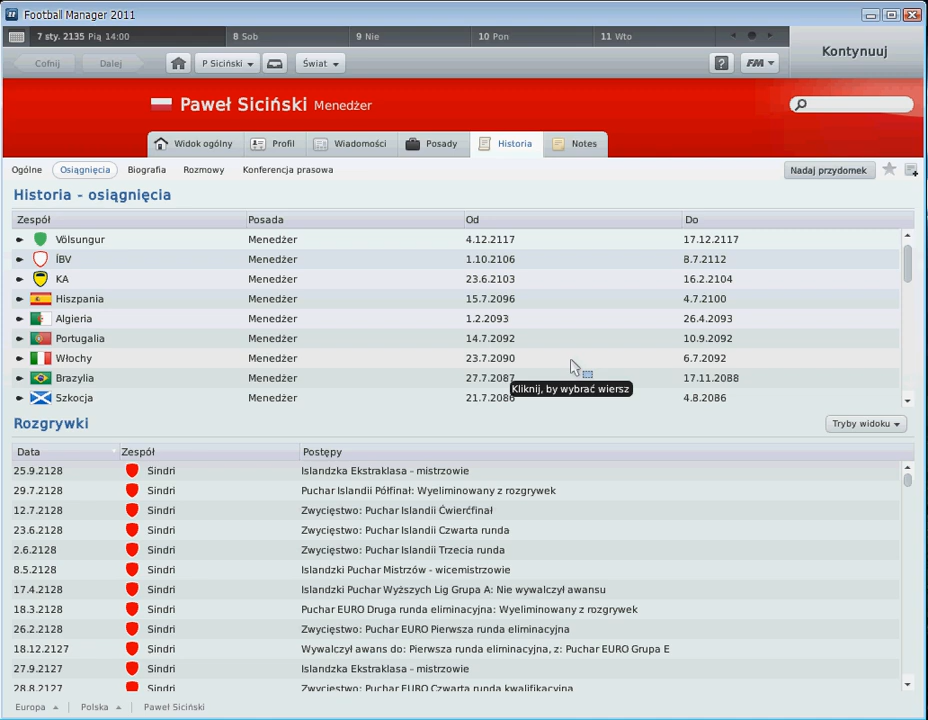 Football Manager 2011
7 sty. 2135 Pią 14:00 8 Sob 9 Nie 10 Pon 11 Wto
Kontynuuj
Cofnij Dalej P Siciński Świat ? FM
Paweł Siciński Menedżer
Widok ogólny Profil Wiadomości Posady Historia Notes
Ogólne Osiągnięcia Biografia Rozmowy Konferencja prasowa Nadaj przydomek
Historia - osiągnięcia
Zespół Posada Od Do
Völsungur Menedżer 4.12.2117 17.12.2117
ÍBV Menedżer 1.10.2106 8.7.2112
KA Menedżer 23.6.2103 16.2.2104
Hiszpania Menedżer 15.7.2096 4.7.2100
Algieria Menedżer 1.2.2093 26.4.2093
Portugalia Menedżer 14.7.2092 10.9.2092
Włochy Menedżer 23.7.2090 6.7.2092
Brazylia Menedżer 27.7.2087 17.11.2088
Kliknij, by wybrać wiersz
Szkocja Menedżer 21.7.2086 4.8.2086
Rozgrywki Tryby widoku
Data Zespół Postępy
25.9.2128 Sindri Islandzka Ekstraklasa - mistrzowie
29.7.2128 Sindri Puchar Islandii Półfinał: Wyeliminowany z rozgrywek
12.7.2128 Sindri Zwycięstwo: Puchar Islandii Ćwierćfinał
23.6.2128 Sindri Zwycięstwo: Puchar Islandii Czwarta runda
2.6.2128 Sindri Zwycięstwo: Puchar Islandii Trzecia runda
8.5.2128 Sindri Islandzki Puchar Mistrzów - wicemistrzowie
17.4.2128 Sindri Islandzki Puchar Wyższych Lig Grupa A: Nie wywalczył awansu
18.3.2128 Sindri Puchar EURO Druga runda eliminacyjna: Wyeliminowany z rozgrywek
26.2.2128 Sindri Zwycięstwo: Puchar EURO Pierwsza runda eliminacyjna
18.12.2127 Sindri Wywalczył awans do: Pierwsza runda eliminacyjna, z: Puchar EURO Grupa E
27.9.2127 Sindri Islandzka Ekstraklasa - mistrzowie
28.8.2127 Sindri Zwycięstwo: Puchar EURO Czwarta runda kwalifikacyjna
Europa Polska Paweł Siciński